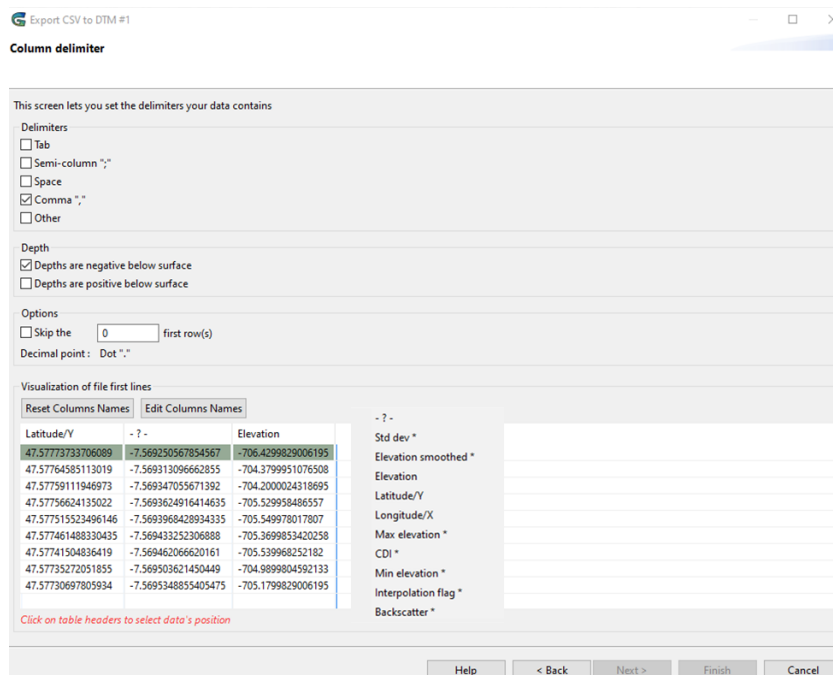 Export CSV to DTM #1
Column delimiter
This screen lets you set the delimiters your data contains
Delimiters
Tab
Semi-column ";"
Space
Comma ","
Other
Depth
Depths are negative below surface
Depths are positive below surface
Options
Skip the 0 first row(s)
Decimal point : Dot "."
Visualization of file first lines
Reset Columns Names Edit Columns Names
Latitude/Y - ? - Elevation
47.57773733706089 -7.569250567854567 -706.4299829006195
47.57764585113019 -7.569313096662855 -704.3799951076508
47.57759111946973 -7.569347055671392 -704.2000024318695
47.57756624135022 -7.5693624916414635 -705.529958486557
47.577515523496146 -7.5693968428934335 -705.549978017807
47.577461488330435 -7.569433252306888 -705.3699853420258
47.57741504836419 -7.569462066620161 -705.539968252182
47.57735272051855 -7.569503621450449 -704.9899804592133
47.57730697805934 -7.5695348855405475 -705.1799829006195
Click on table headers to select data's position
- ? -
Std dev *
Elevation smoothed *
Elevation
Latitude/Y
Longitude/X
Max elevation *
CDI *
Min elevation *
Interpolation flag *
Backscatter *
Help < Back Next > Finish Cancel